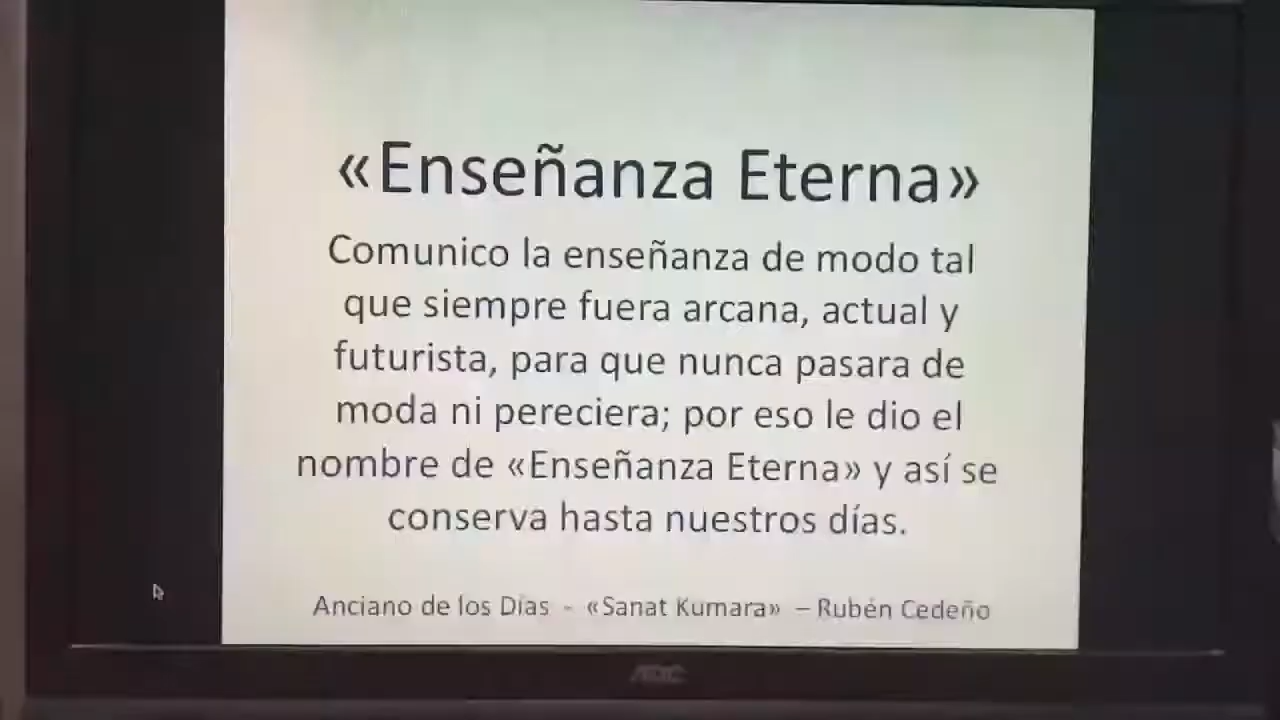 «Enseñanza Eterna»
Comunico la enseñanza de modo tal
que siempre fuera arcana, actual y
futurista, para que nunca pasara de
moda ni pereciera; por eso le dio el
nombre de «Enseñanza Eterna» y así se
conserva hasta nuestros días.
Anciano de los Días - «Sanat Kumara» – Rubén Cedeño
AOC